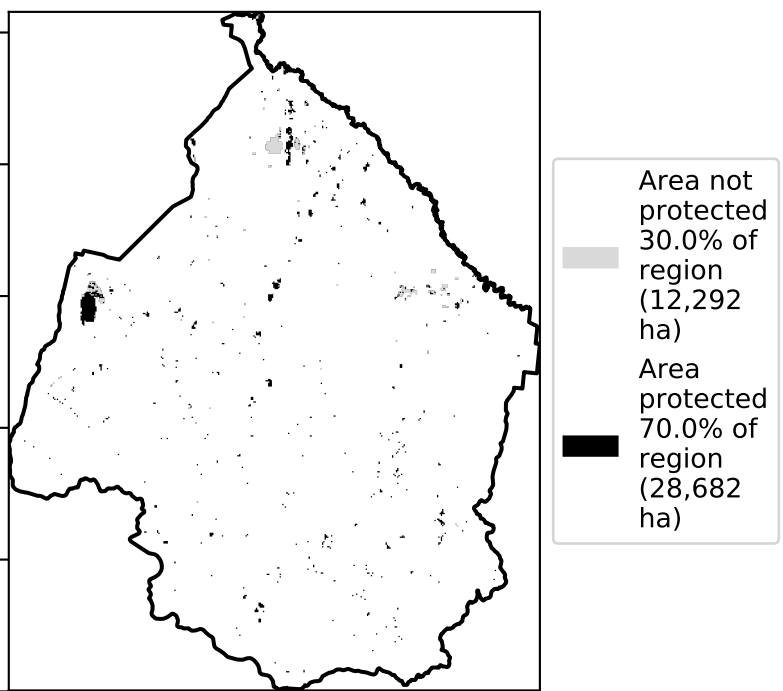 Area not
protected
30.0% of
region
(12,292
ha)
Area
protected
70.0% of
region
(28,682
ha)